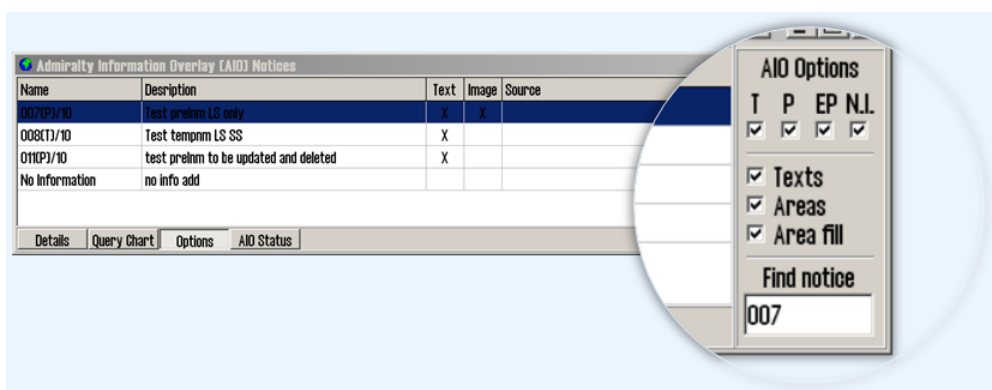 Admiralty Information Overlay (AIO) Notices
Name Desription Text Image Source
007(P)/10 Test prelnm LS only X X
008(T)/10 Test tempnm LS SS X
011(P)/10 test prelnm to be updated and deleted X
No Information no info add
Details Query Chart Options AIO Status
AIO Options
T P EP N.I.
Texts
Areas
Area fill
Find notice
007